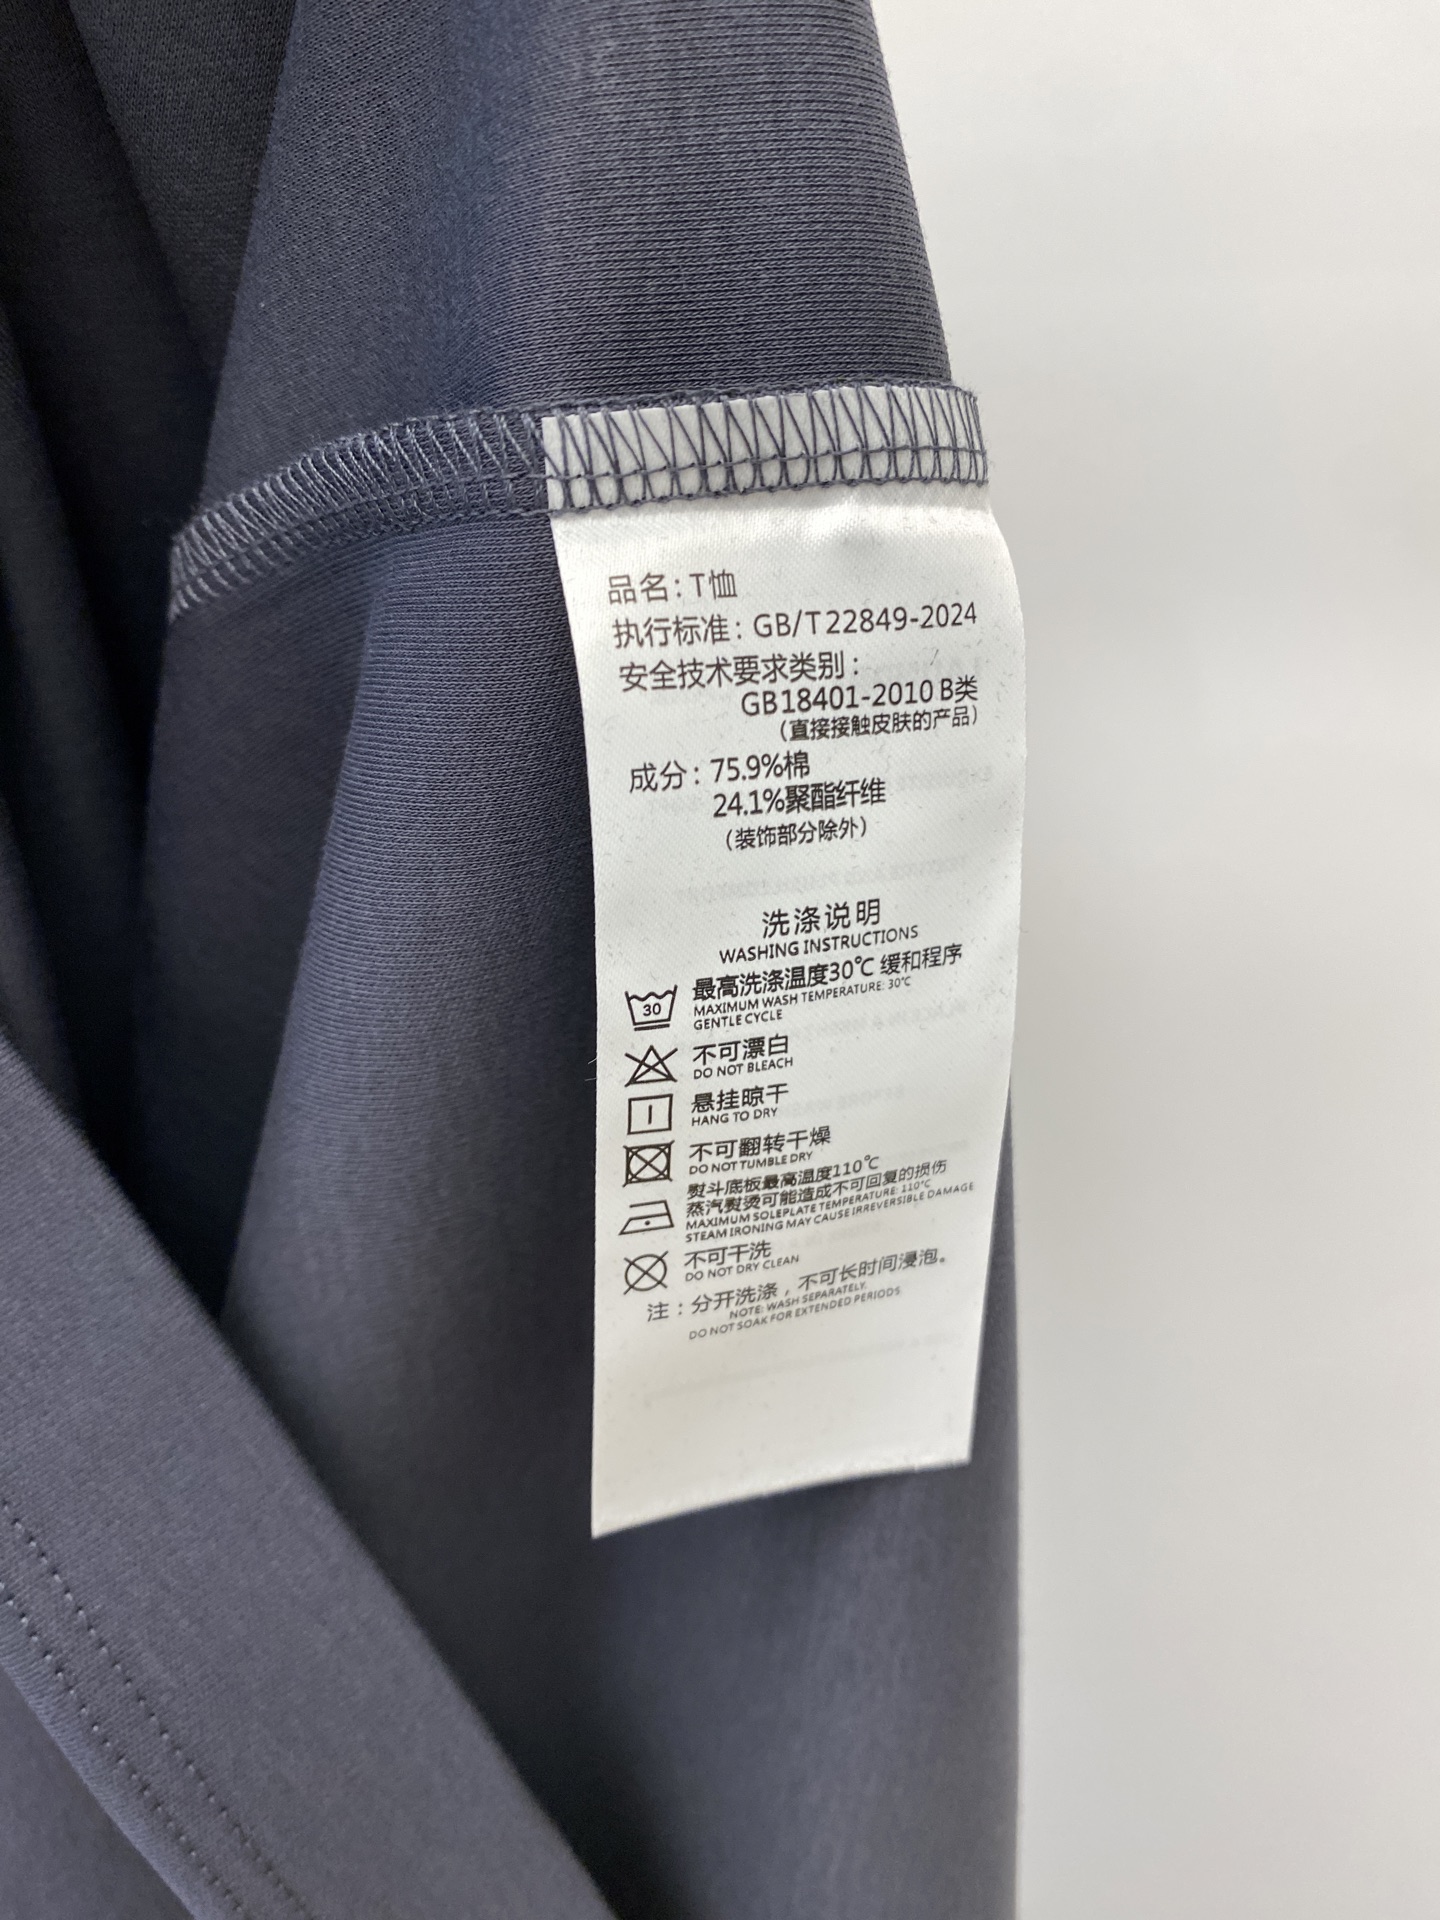 品名：T恤
执行标准：GB/T22849-2024
安全技术要求类别：
GB18401-2010 B类
（直接接触皮肤的产品）
成分：75.9%棉
24.1%聚酯纤维
（装饰部分除外）
洗涤说明
WASHING INSTRUCTIONS
30
最高洗涤温度30℃ 缓和程序
MAXIMUM WASH TEMPERATURE: 30℃
GENTLE CYCLE
不可漂白
DO NOT BLEACH
悬挂晾干
HANG TO DRY
不可翻转干燥
DO NOT TUMBLE DRY
熨斗底板最高温度110℃
蒸汽熨烫可能造成不可回复的损伤
MAXIMUM SOLEPLATE TEMPERATURE: 110℃
STEAM IRONING MAY CAUSE IRREVERSIBLE DAMAGE
不可干洗
DO NOT DRY CLEAN
注：分开洗涤，不可长时间浸泡。
NOTE: WASH SEPARATELY.
DO NOT SOAK FOR EXTENDED PERIODS